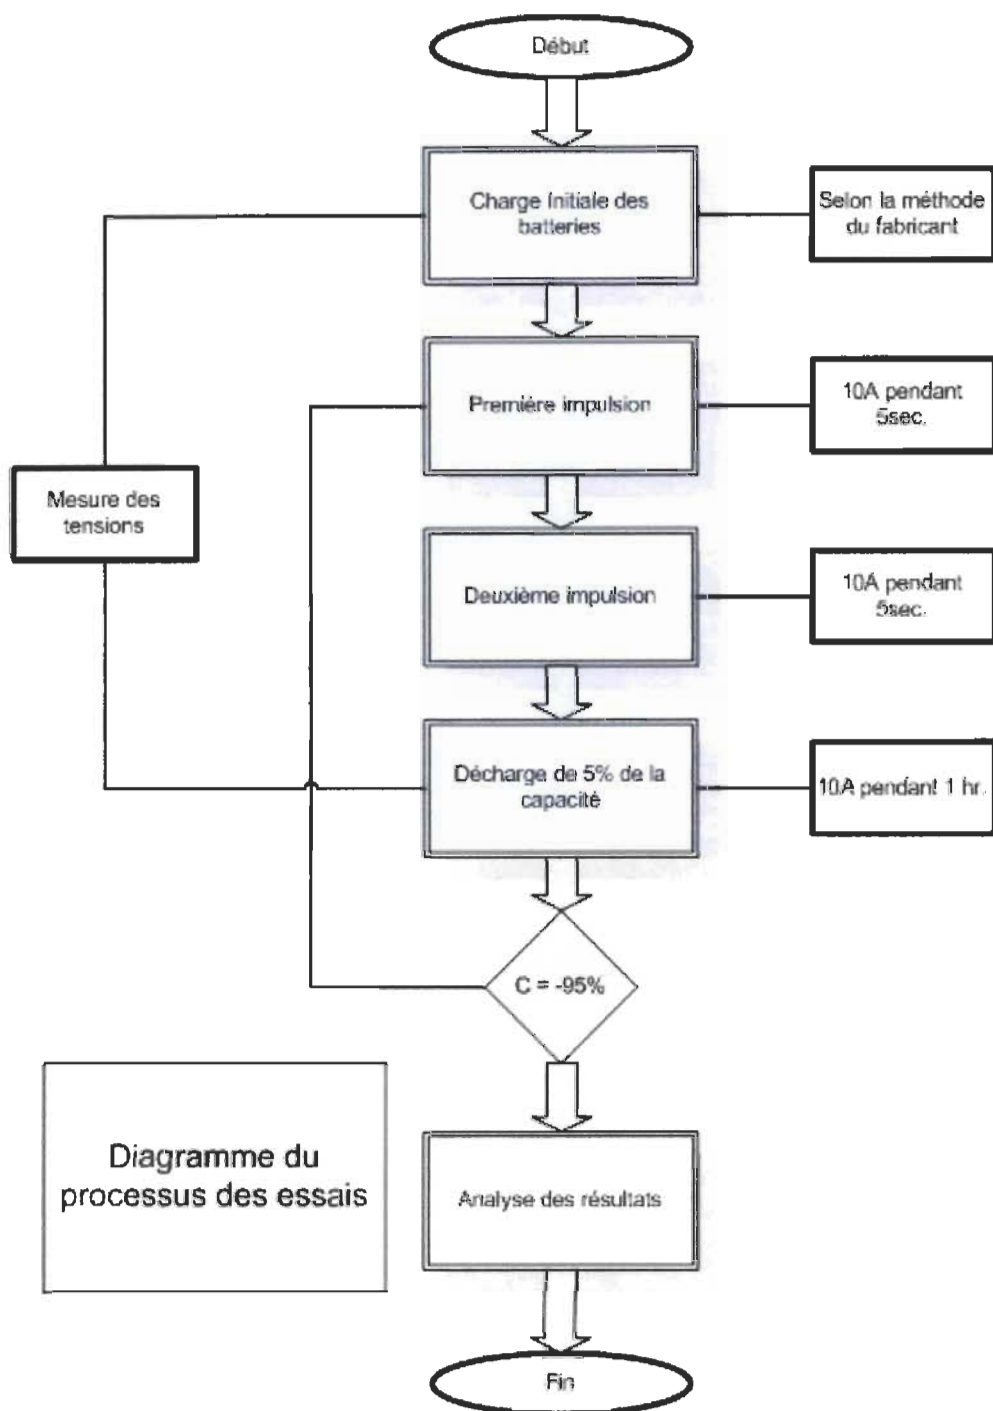 Début
Charge Initiale des
batteries
Selon la méthode
du fabricant
Première impulsion
10A pendant
5sec.
Mesure des
tensions
Deuxième impulsion
10A pendant
5sec.
Décharge de 5% de la
capacité
10A pendant 1 hr.
C = -95%
Diagramme du
processus des essais
Analyse des résultats
Fin